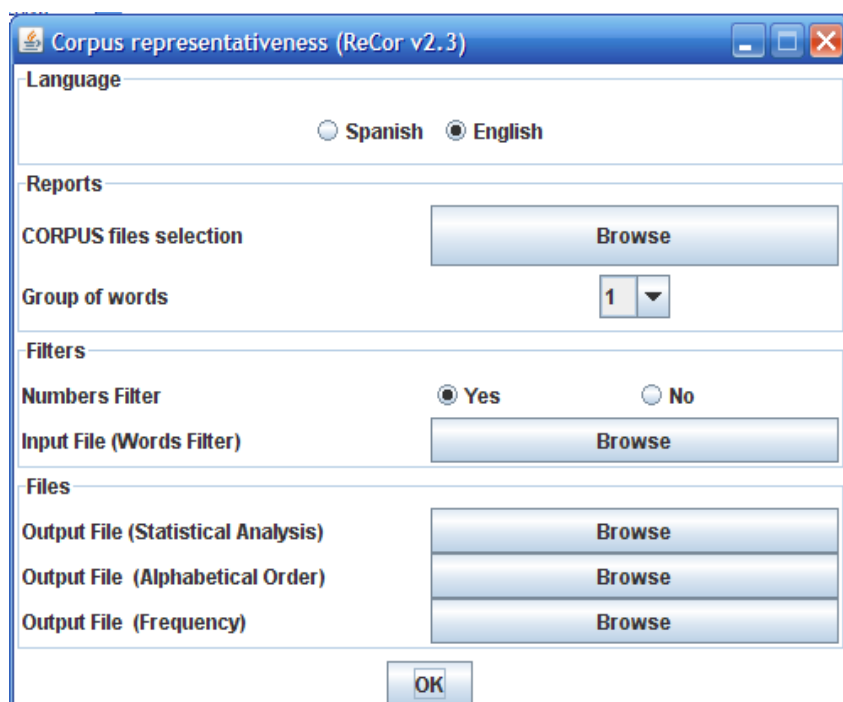 Corpus representativeness (ReCor v2.3)
Language
Spanish English
Reports
CORPUS files selection Browse
Group of words 1
Filters
Numbers Filter Yes No
Input File (Words Filter) Browse
Files
Output File (Statistical Analysis) Browse
Output File (Alphabetical Order) Browse
Output File (Frequency) Browse
OK